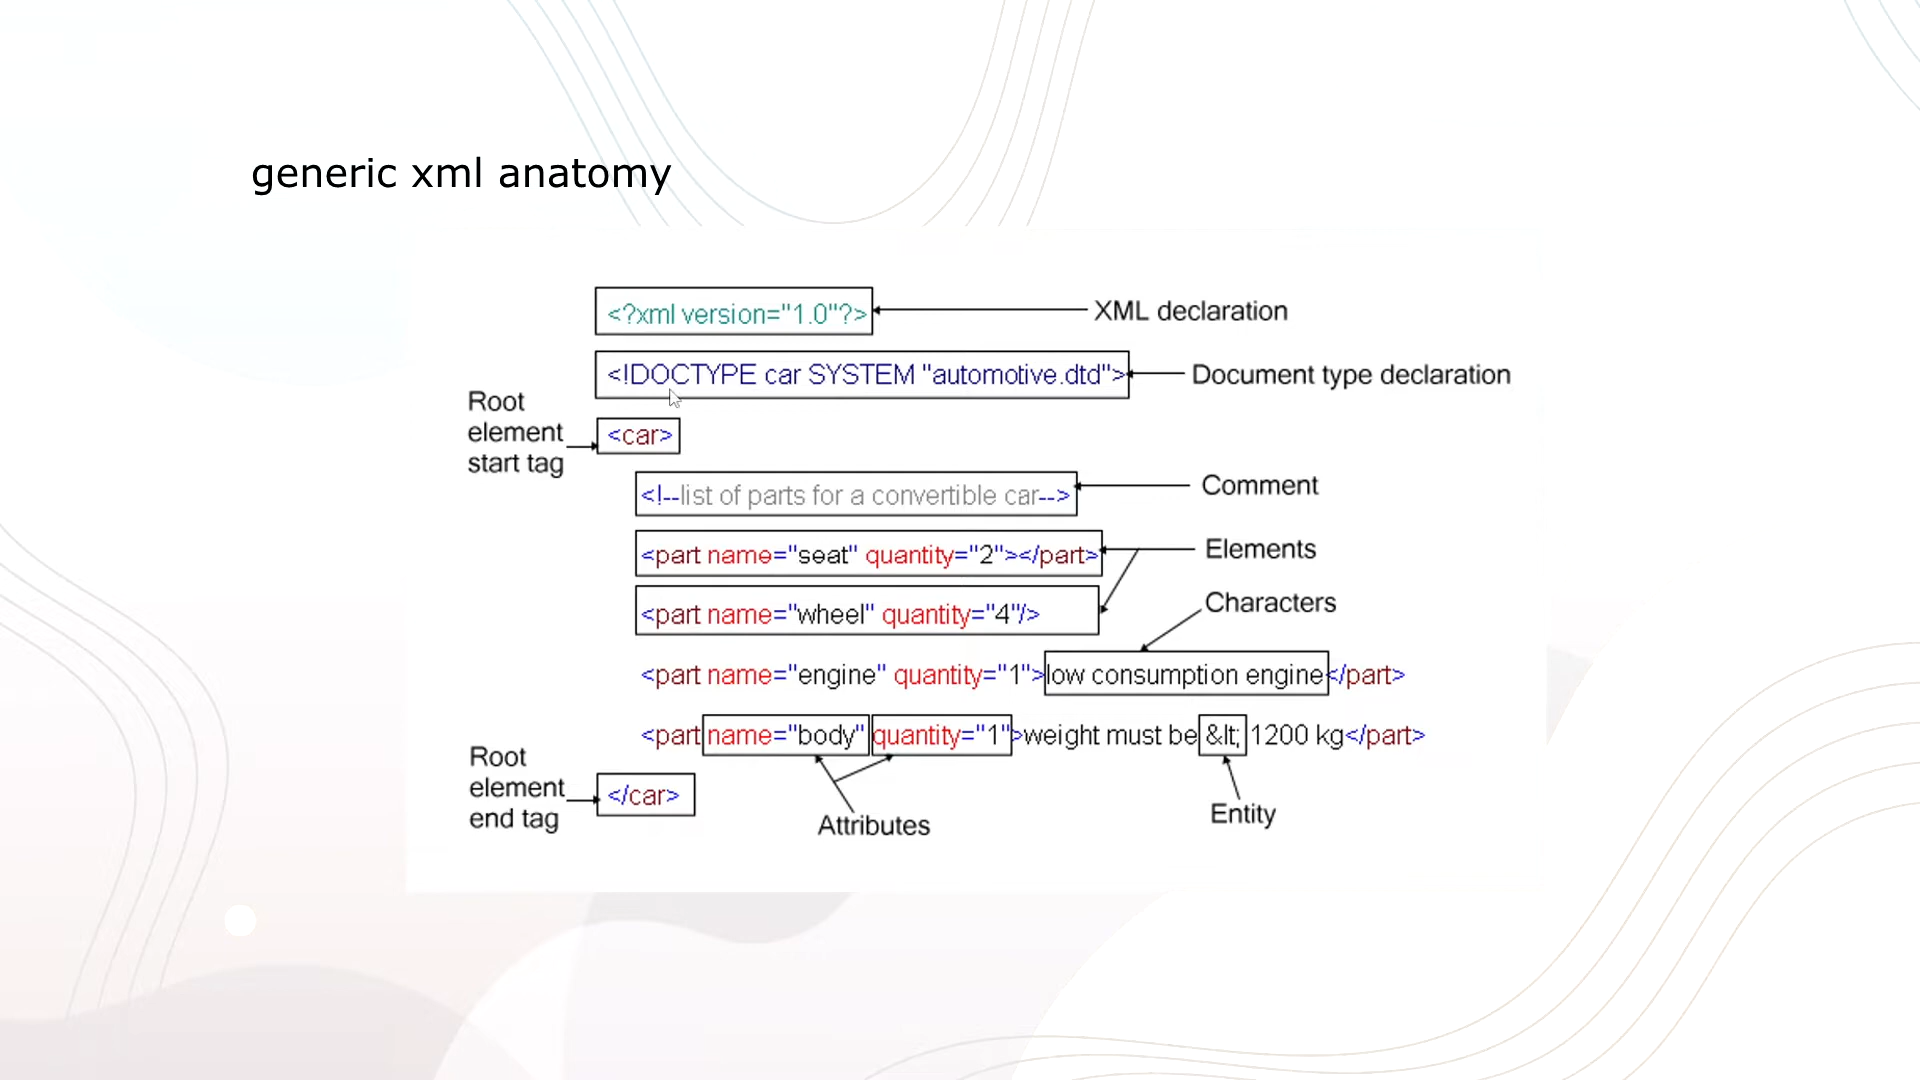 generic xml anatomy
<?xml version="1.0"?>
XML declaration
<!DOCTYPE car SYSTEM "automotive.dtd">
Document type declaration
Root
element
start tag
<car>
<!--list of parts for a convertible car-->
Comment
<part name="seat" quantity="2"></part>
Elements
<part name="wheel" quantity="4"/>
Characters
<part name="engine" quantity="1">low consumption engine</part>
<part name="body" quantity="1">weight must be &lt; 1200 kg</part>
Root
element
end tag
</car>
Attributes
Entity